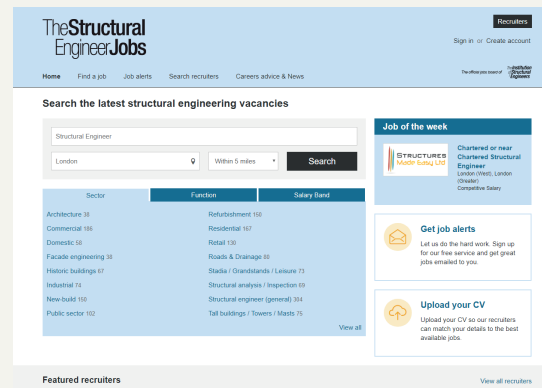 Recruiters
TheStructural
EngineerJobs
Sign in or Create account
Home Find a job Job alerts Search recruiters Careers advice & News
The official jobs board of TheInstitution
ofStructural
Engineers
Search the latest structural engineering vacancies
Structural Engineer
London Within 5 miles Search
Sector Function Salary Band
Architecture 38
Commercial 186
Domestic 58
Facade engineering 38
Historic buildings 67
Industrial 74
New-build 150
Public sector 102
Refurbishment 156
Residential 167
Retail 130
Roads & Drainage 80
Stadia / Grandstands / Leisure 73
Structural analysis / Inspection 69
Structural engineer (general) 304
Tall buildings / Towers / Masts 75
View all
Job of the week
STRUCTURES
Made Easy Ltd
Chartered or near
Chartered Structural
Engineer
London (West), London
(Greater)
Competitive Salary
Get job alerts
Let us do the hard work. Sign up
for our free service and get great
jobs emailed to you.
Upload your CV
Upload your CV so our recruiters
can match your details to the best
available jobs.
Featured recruiters
View all recruiters